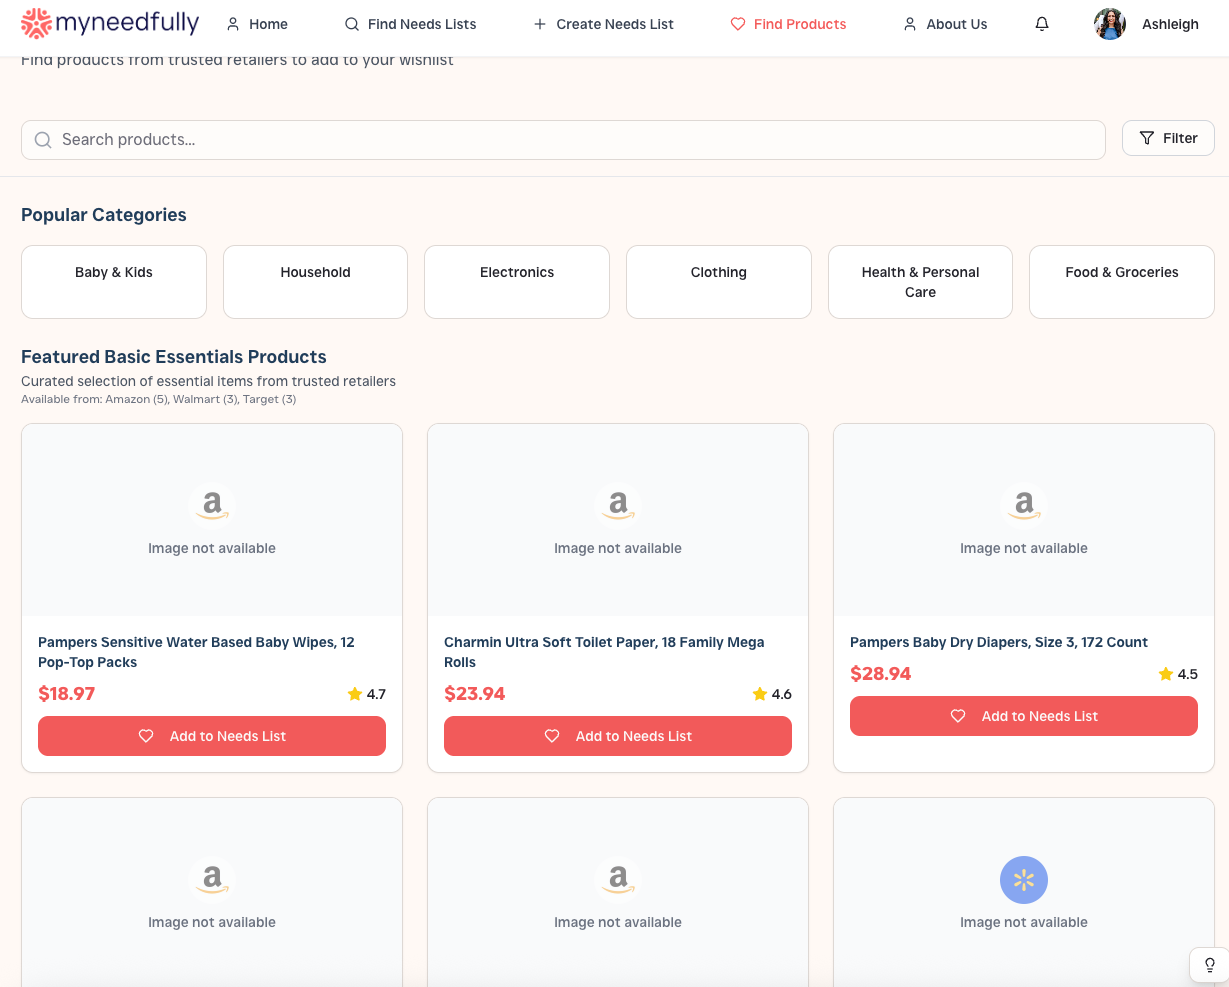 myneedfully
Home
Find Needs Lists
Create Needs List
Find Products
About Us
Ashleigh
Find products from trusted retailers to add to your wishlist
Search products...
Filter
Popular Categories
Baby & Kids
Household
Electronics
Clothing
Health & Personal
Care
Food & Groceries
Featured Basic Essentials Products
Curated selection of essential items from trusted retailers
Available from: Amazon (5), Walmart (3), Target (3)
a
Image not available
Pampers Sensitive Water Based Baby Wipes, 12
Pop-Top Packs
$18.97
4.7
Add to Needs List
a
Image not available
Charmin Ultra Soft Toilet Paper, 18 Family Mega
Rolls
$23.94
4.6
Add to Needs List
a
Image not available
Pampers Baby Dry Diapers, Size 3, 172 Count
$28.94
4.5
Add to Needs List
a
Image not available
a
Image not available
Image not available